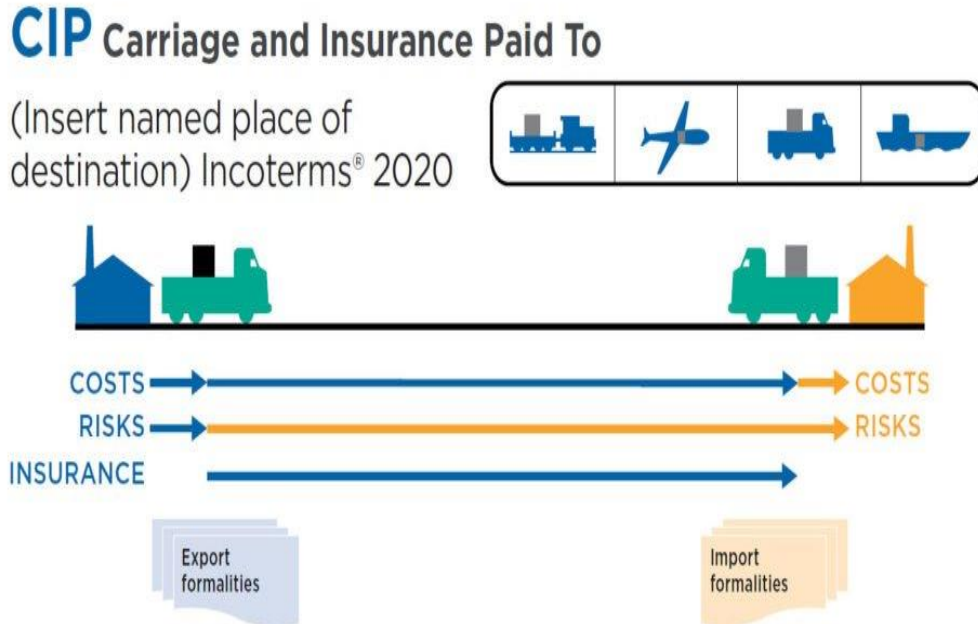 CIP Carriage and Insurance Paid To
(Insert named place of
destination) Incoterms® 2020
COSTS
COSTS
RISKS
RISKS
INSURANCE
Export
formalities
Import
formalities